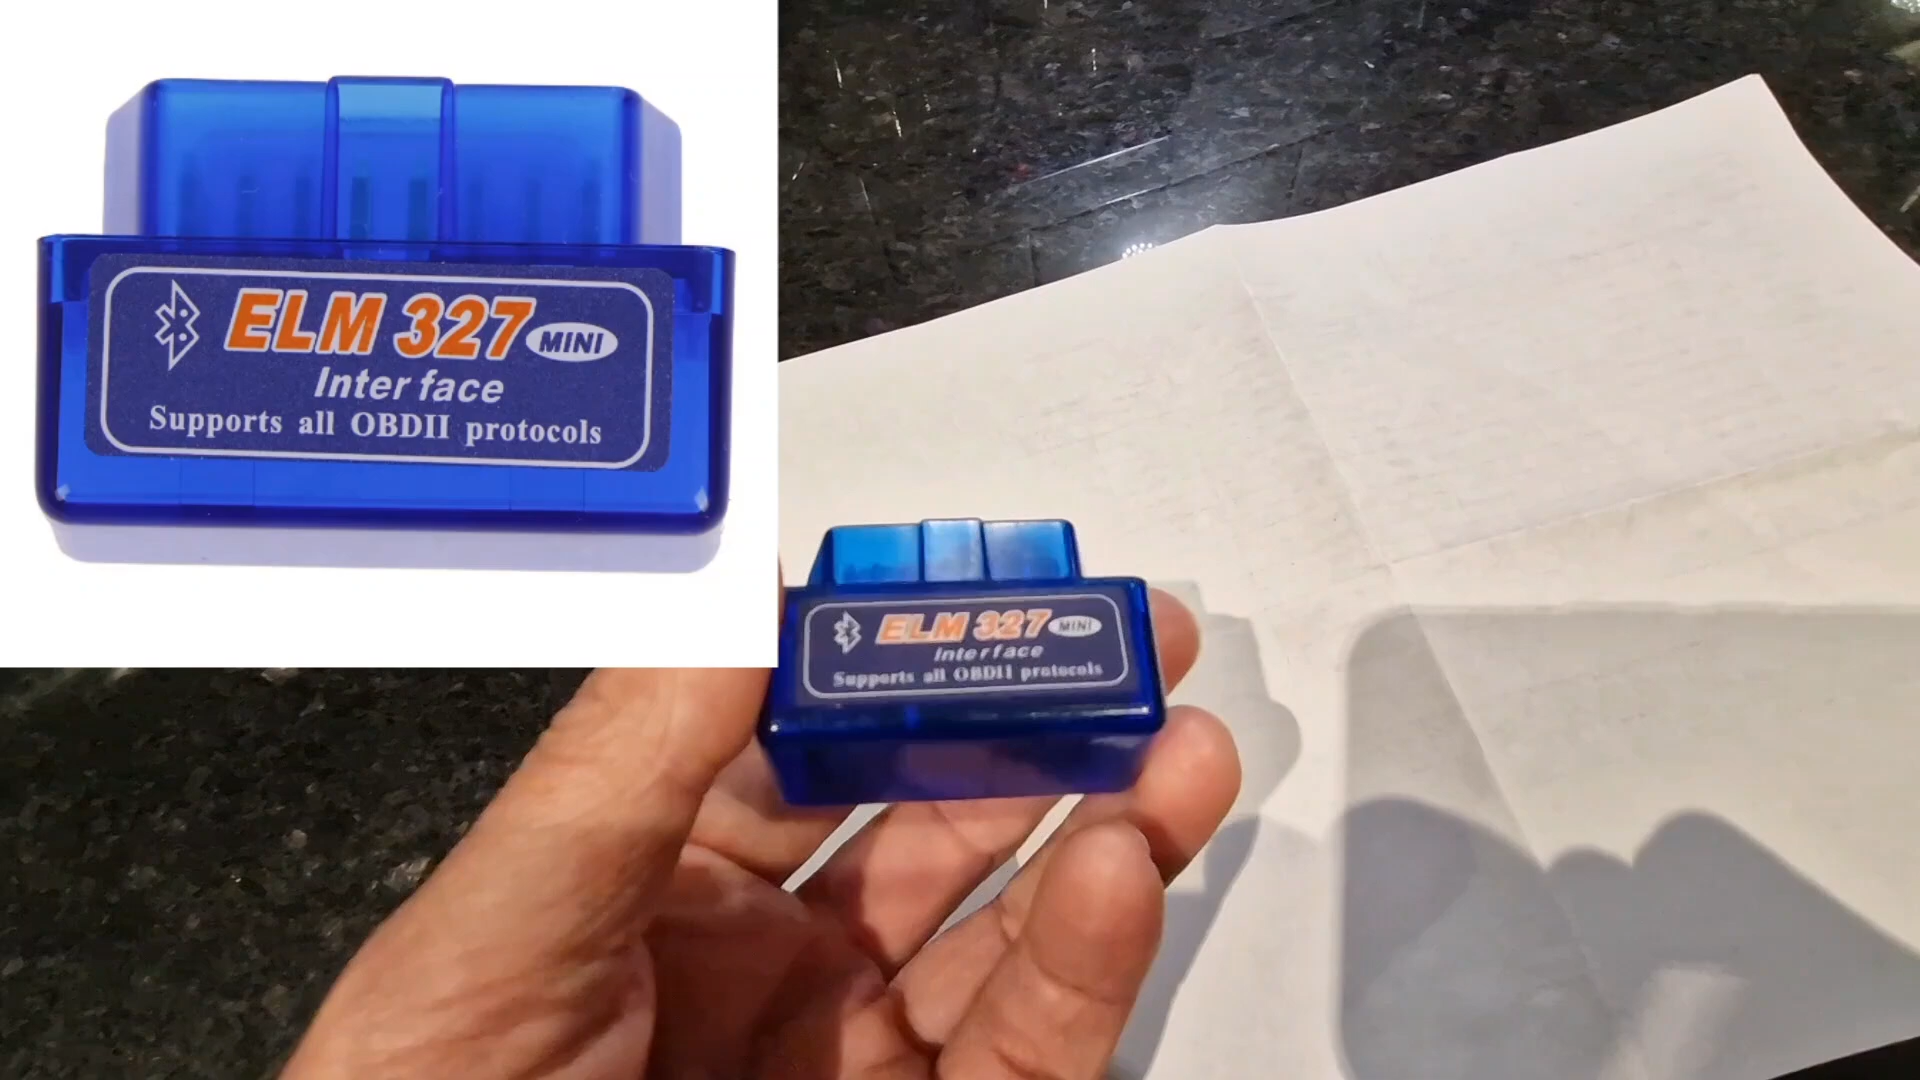 ELM 327 MINI
Inter face
Supports all OBDII protocols
ELM 327 MINI
Interface
Supports all OBDII protocols